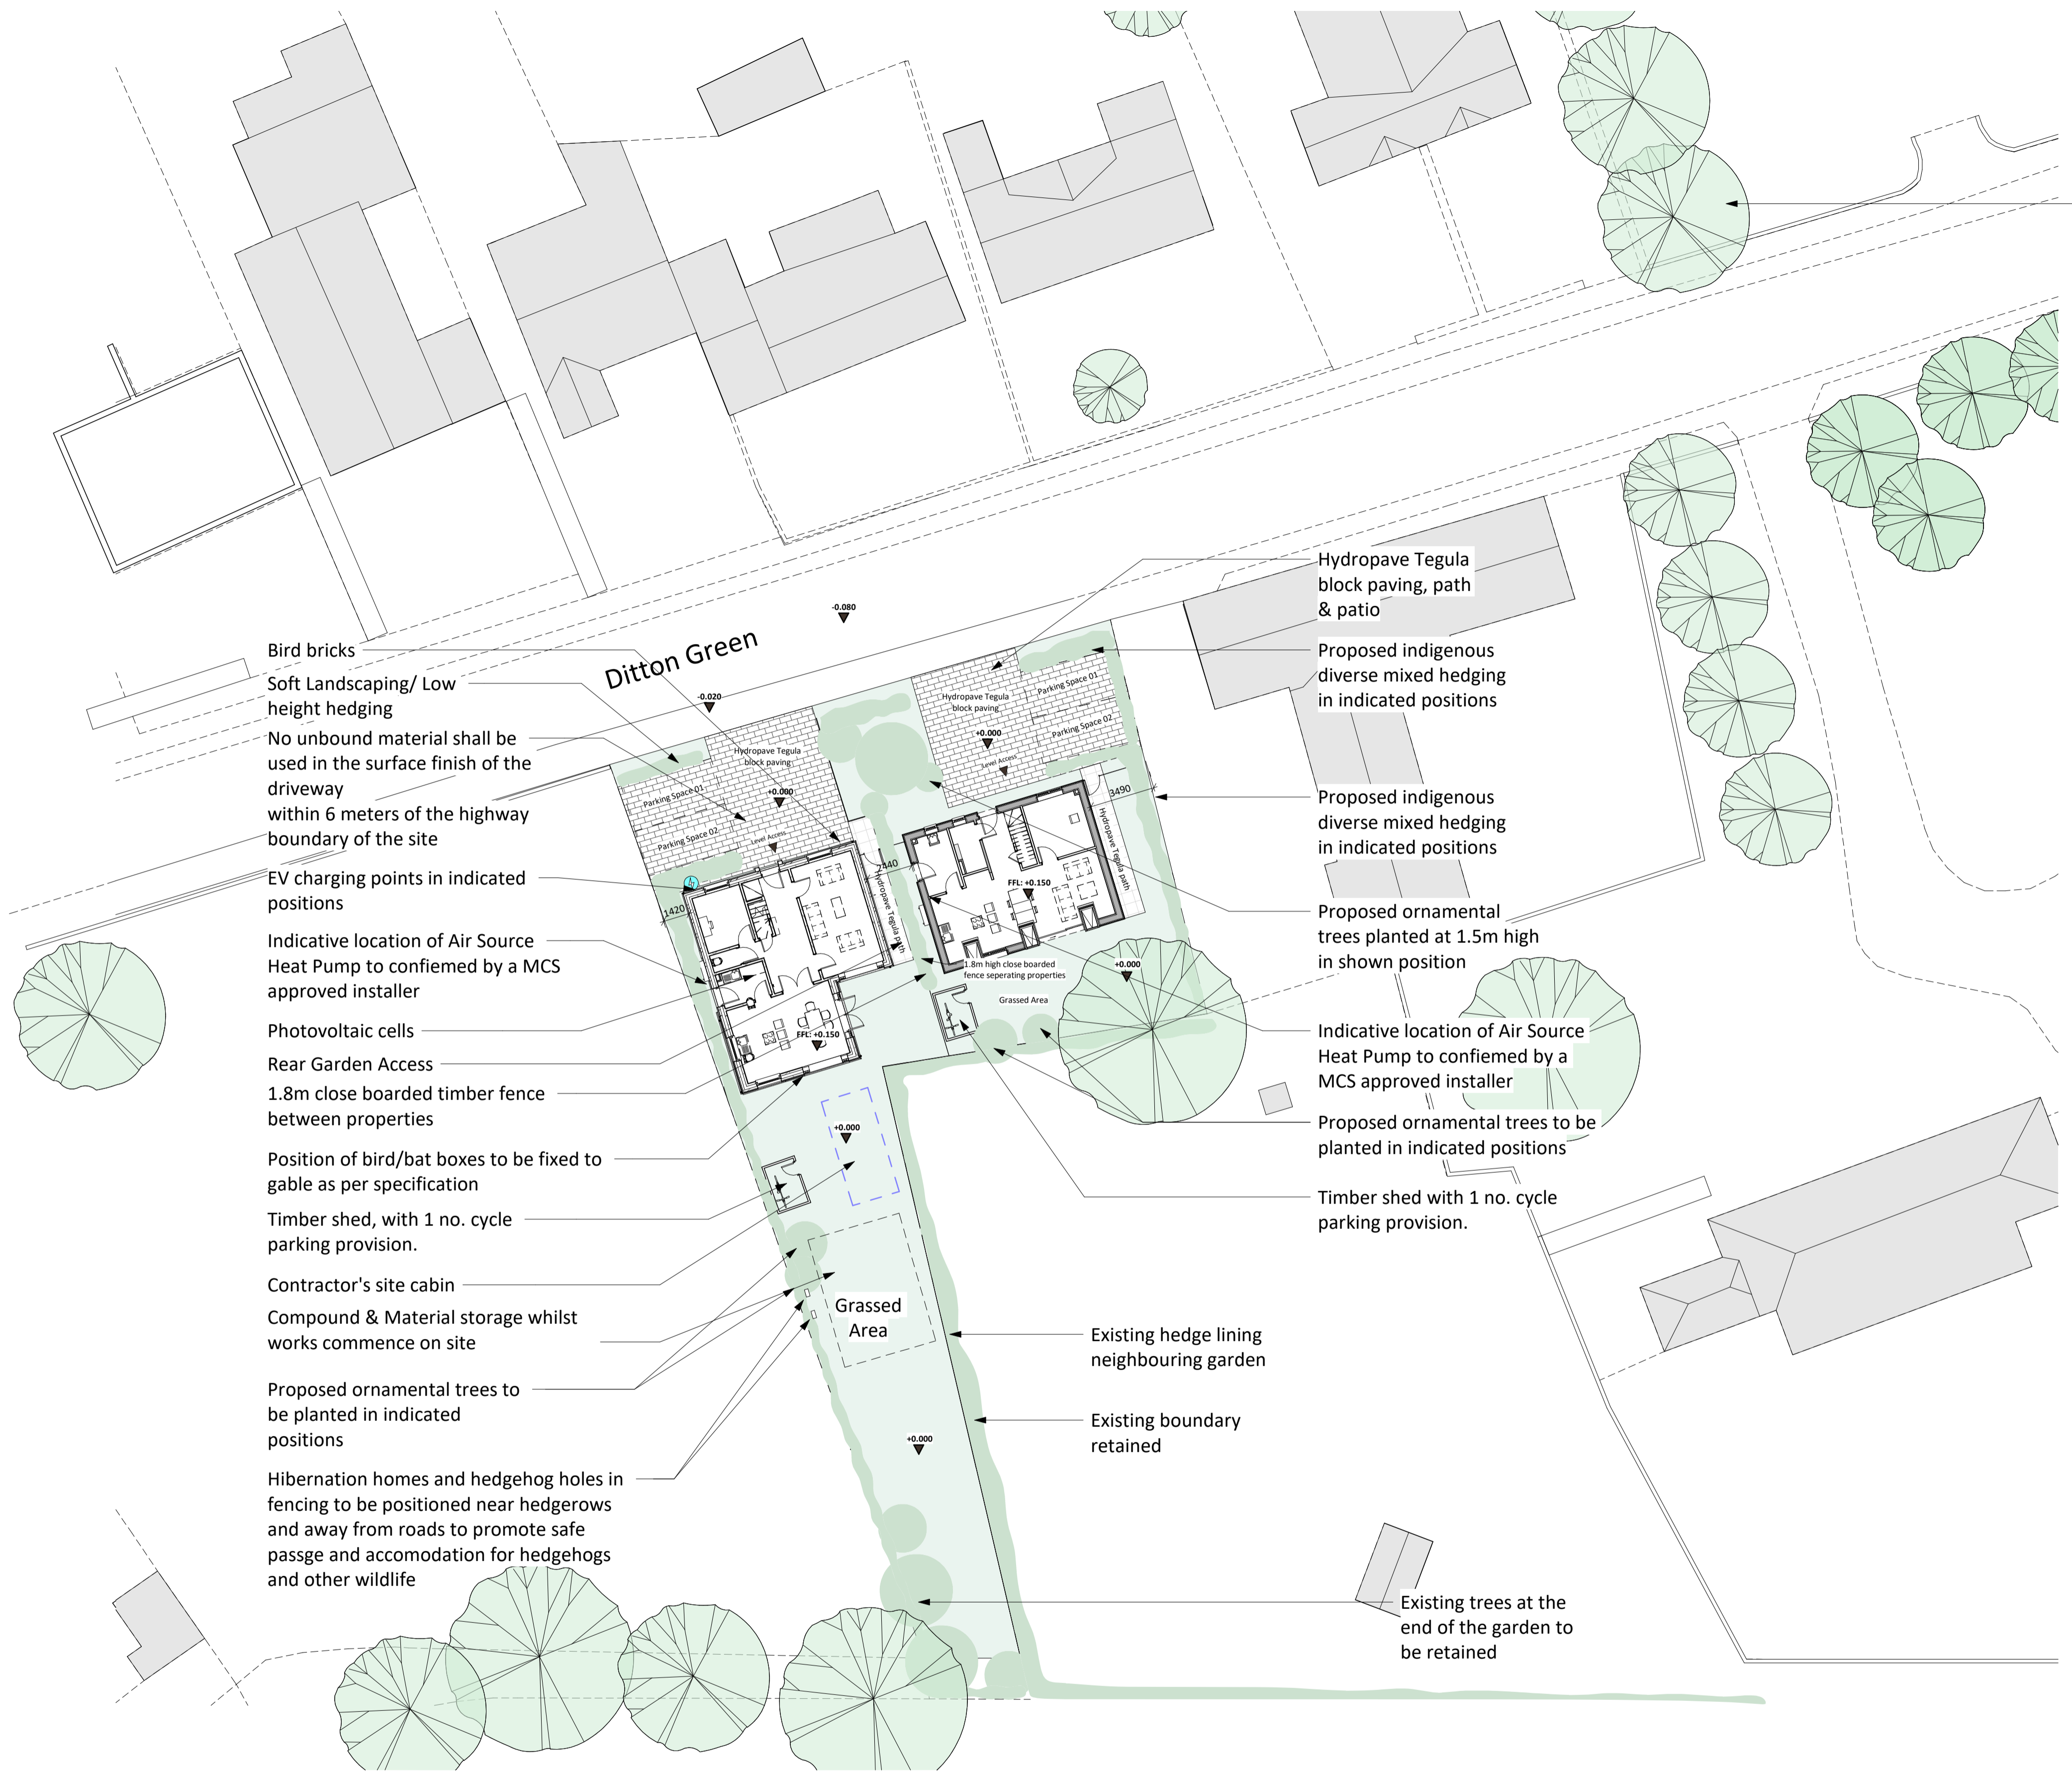 -0.080
Ditton Green
-0.020
Bird bricks
Soft Landscaping/ Low
height hedging
No unbound material shall be
used in the surface finish of the
driveway
within 6 meters of the highway
boundary of the site
EV charging points in indicated
positions
Indicative location of Air Source
Heat Pump to confiemed by a MCS
approved installer
Photovoltaic cells
Rear Garden Access
1.8m close boarded timber fence
between properties
Position of bird/bat boxes to be fixed to
gable as per specification
Timber shed, with 1 no. cycle
parking provision.
Contractor's site cabin
Compound & Material storage whilst
works commence on site
Proposed ornamental trees to
be planted in indicated
positions
Hibernation homes and hedgehog holes in
fencing to be positioned near hedgerows
and away from roads to promote safe
passge and accomodation for hedgehogs
and other wildlife
Hydropave Tegula
block paving
+0.000
Parking Space 01
Parking Space 02
Level Access
1420
2440
Hydropave Tegula path
FFL: +0.150
Hydropave Tegula
block paving
+0.000
Parking Space 01
Parking Space 02
Level Access
3490
Hydropave Tegula path
FFL: +0.150
1.8m high close boarded
fence seperating properties
+0.000
Grassed Area
+0.000
Grassed
Area
+0.000
Hydropave Tegula
block paving, path
& patio
Proposed indigenous
diverse mixed hedging
in indicated positions
Proposed indigenous
diverse mixed hedging
in indicated positions
Proposed ornamental
trees planted at 1.5m high
in shown position
Indicative location of Air Source
Heat Pump to confiemed by a
MCS approved installer
Proposed ornamental trees to be
planted in indicated positions
Timber shed with 1 no. cycle
parking provision.
Existing hedge lining
neighbouring garden
Existing boundary
retained
Existing trees at the
end of the garden to
be retained